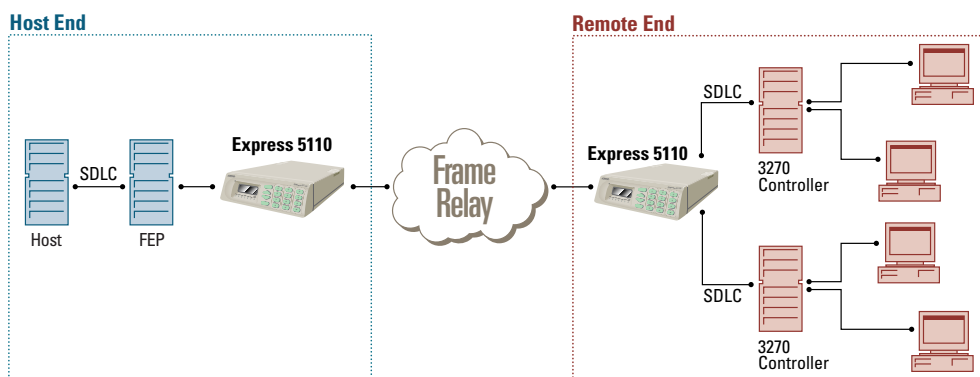 Host End
Remote End
Host
SDLC
FEP
Express 5110
Frame
Relay
Express 5110
SDLC
3270
Controller
SDLC
3270
Controller